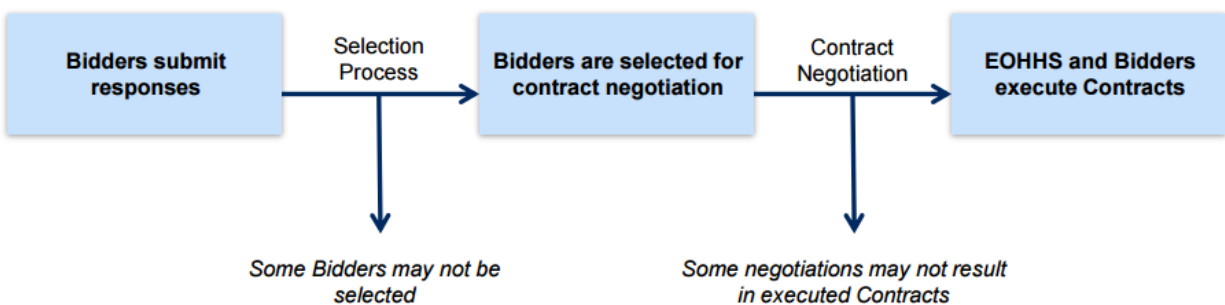 Bidders submit
responses
Selection
Process
Bidders are selected for
contract negotiation
Contract
Negotiation
EOHHS and Bidders
execute Contracts
Some Bidders may not be
selected
Some negotiations may not result
in executed Contracts